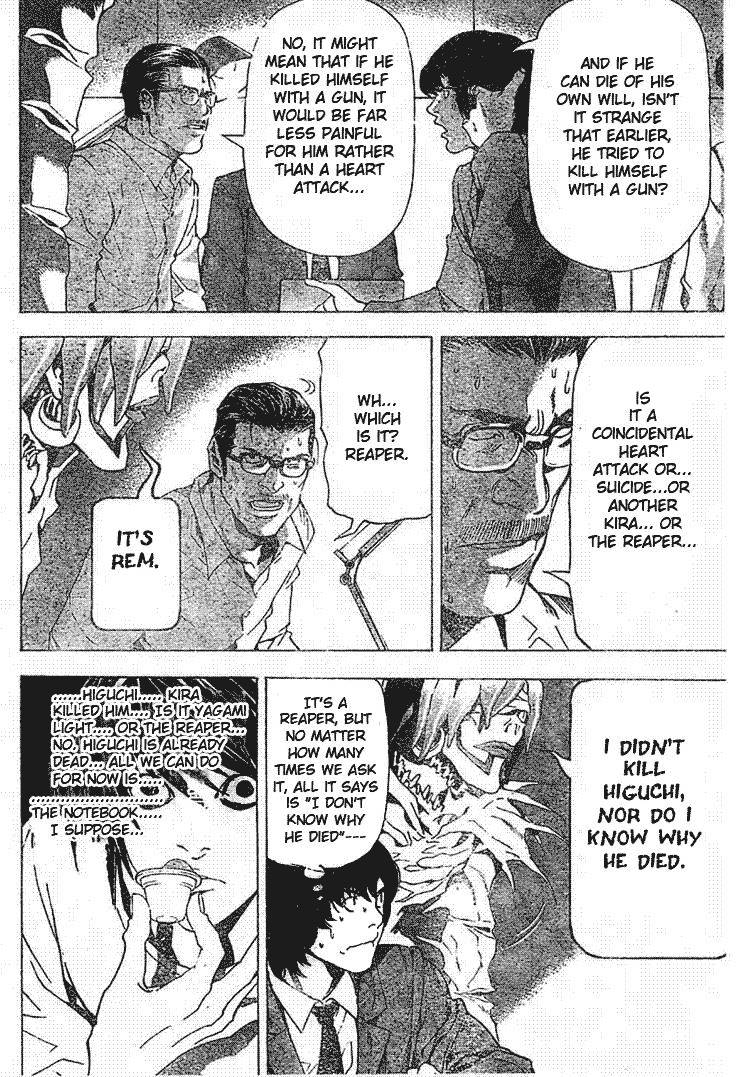 AND IF HE
CAN DIE OF HIS
OWN WILL, ISN'T
IT STRANGE
THAT EARLIER,
HE TRIED TO
KILL HIMSELF
WITH A GUN?
NO, IT MIGHT
MEAN THAT IF HE
KILLED HIMSELF
WITH A GUN, IT
WOULD BE FAR
LESS PAINFUL
FOR HIM RATHER
THAN A HEART
ATTACK...
IS
IT A
COINCIDENTAL
HEART
ATTACK OR...
SUICIDE...OR
ANOTHER
KIRA... OR
THE REAPER...
WH...
WHICH
IS IT?
REAPER.
IT'S
REM.
I DIDN'T
KILL
HIGUCHI,
NOR DO I
KNOW WHY
HE DIED.
IT'S A
REAPER, BUT
NO MATTER
HOW MANY
TIMES WE ASK
IT, ALL IT SAYS
IS "I DON'T
KNOW WHY
HE DIED"---
......HIGUCHI..... KIRA
KILLED HIM.... IS IT YAGAMI
LIGHT.... OR THE REAPER...
NO. HIGUCHI IS ALREADY
DEAD... ALL WE CAN DO
FOR NOW IS.....
............................
THE NOTEBOOK.....
I SUPPOSE...